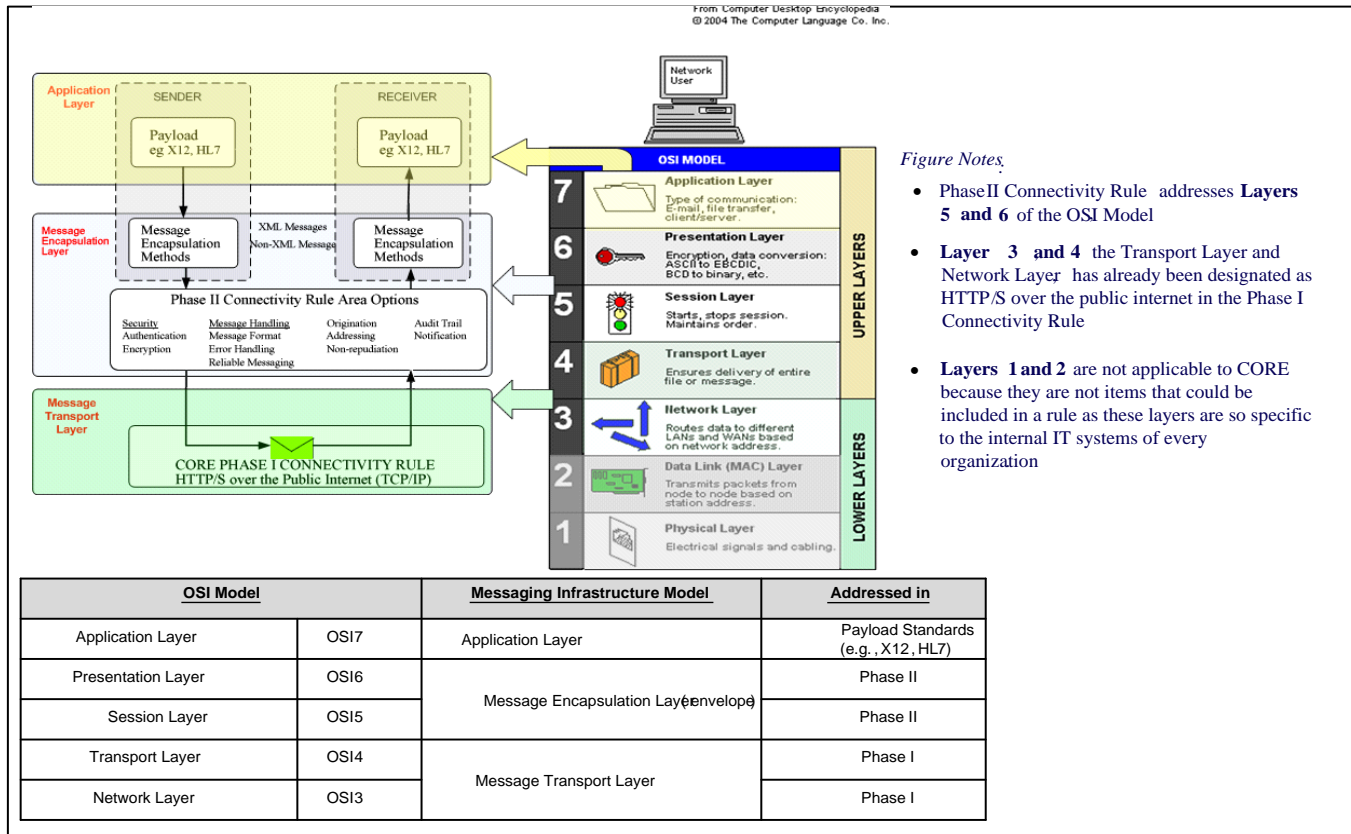 From Computer Desktop Encyclopedia
© 2004 The Computer Language Co. Inc.
Application
Layer
SENDER
RECEIVER
Payload
eg X12, HL7
Payload
eg X12, HL7
Message
Encapsulation
Layer
Message
Encapsulation
Methods
XML Messages
Non-XML Message
Message
Encapsulation
Methods
Phase II Connectivity Rule Area Options
Security
Authentication
Encryption
Message Handling
Message Format
Error Handling
Reliable Messaging
Origination
Addressing
Non-repudiation
Audit Trail
Notification
Message
Transport
Layer
CORE PHASE I CONNECTIVITY RULE
HTTP/S over the Public Internet (TCP/IP)
Network
User
OSI MODEL
7
Application Layer
Type of communication:
E-mail, file transfer,
client/server.
6
Presentation Layer
Encryption, data conversion:
ASCII to EBCDIC,
BCD to binary, etc.
5
Session Layer
Starts, stops session.
Maintains order.
4
Transport Layer
Ensures delivery of entire
file or message.
3
Network Layer
Routes data to different
LANs and WANs based
on network address.
2
Data Link (MAC) Layer
Transmits packets from
node to node based on
station address.
1
Physical Layer
Electrical signals and cabling.
UPPER LAYERS
LOWER LAYERS
Figure Notes:
• PhaseII Connectivity Rule addresses Layers
5 and 6 of the OSI Model
• Layer 3 and 4 the Transport Layer and
Network Layer, has already been designated as
HTTP/S over the public internet in the Phase I
Connectivity Rule
• Layers 1 and 2 are not applicable to CORE
because they are not items that could be
included in a rule as these layers are so specific
to the internal IT systems of every
organization
OSI Model
Messaging Infrastructure Model
Addressed in
Application Layer
OSI7
Application Layer
Payload Standards
(e.g., X12, HL7)
Presentation Layer
OSI6
Message Encapsulation Layer (envelope)
Phase II
Session Layer
OSI5
Phase II
Transport Layer
OSI4
Message Transport Layer
Phase I
Network Layer
OSI3
Phase I